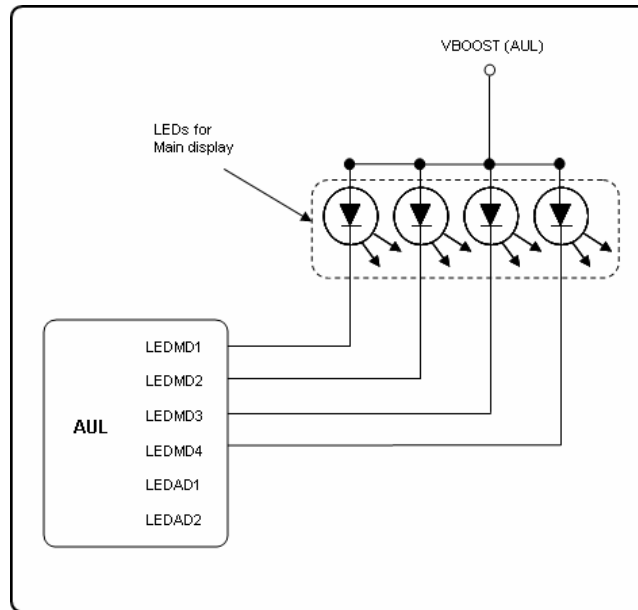 VBOOST (AUL)
LEDs for
Main display
AUL
LEDMD1
LEDMD2
LEDMD3
LEDMD4
LEDAD1
LEDAD2